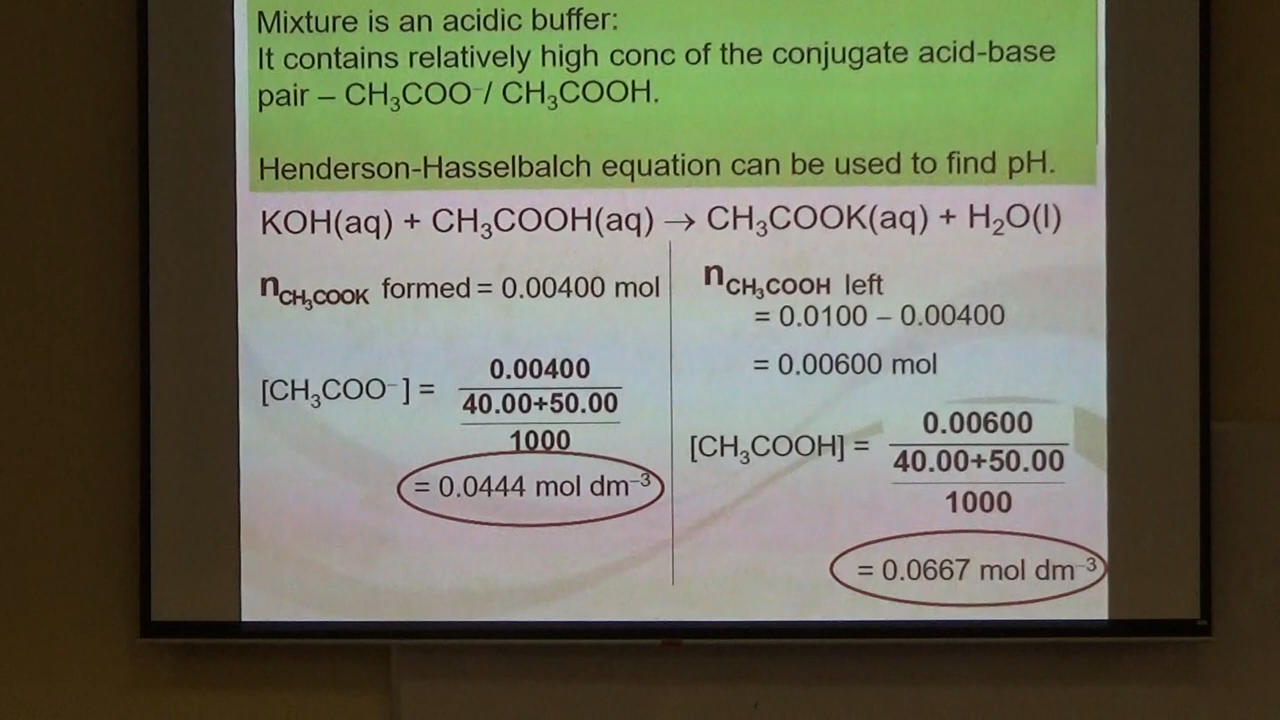 Mixture is an acidic buffer:
It contains relatively high conc of the conjugate acid-base
pair – CH₃COO⁻/ CH₃COOH.
Henderson-Hasselbalch equation can be used to find pH.
KOH(aq) + CH₃COOH(aq) → CH₃COOK(aq) + H₂O(l)
nCH₃COOK formed = 0.00400 mol
[CH₃COO⁻] =
0.00400
40.00+50.00
1000
= 0.0444 mol dm⁻³
nCH₃COOH left
= 0.0100 – 0.00400
= 0.00600 mol
[CH₃COOH] =
0.00600
40.00+50.00
1000
= 0.0667 mol dm⁻³